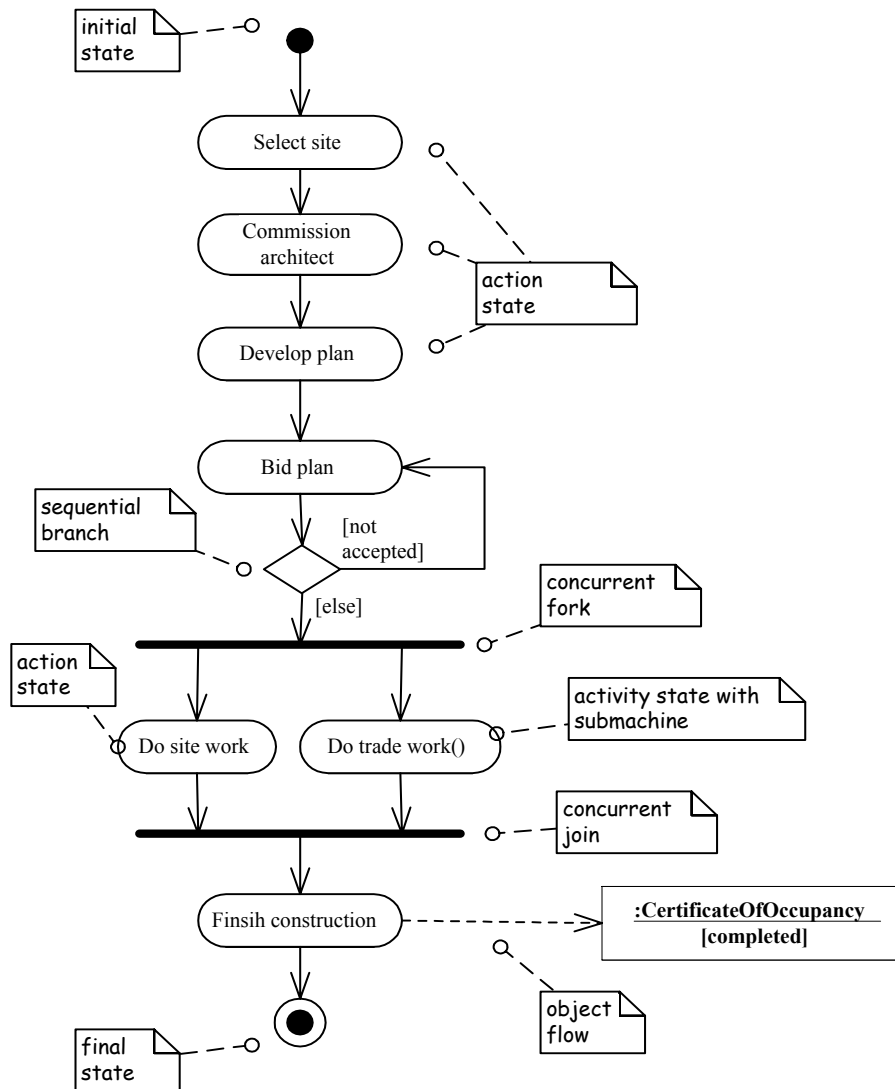 initial
state
Select site
Commission
architect
action
state
Develop plan
Bid plan
sequential
branch
[not
accepted]
[else]
concurrent
fork
action
state
activity state with
submachine
Do site work
Do trade work()
concurrent
join
Finsih construction
:CertificateOfOccupancy
[completed]
object
flow
final
state